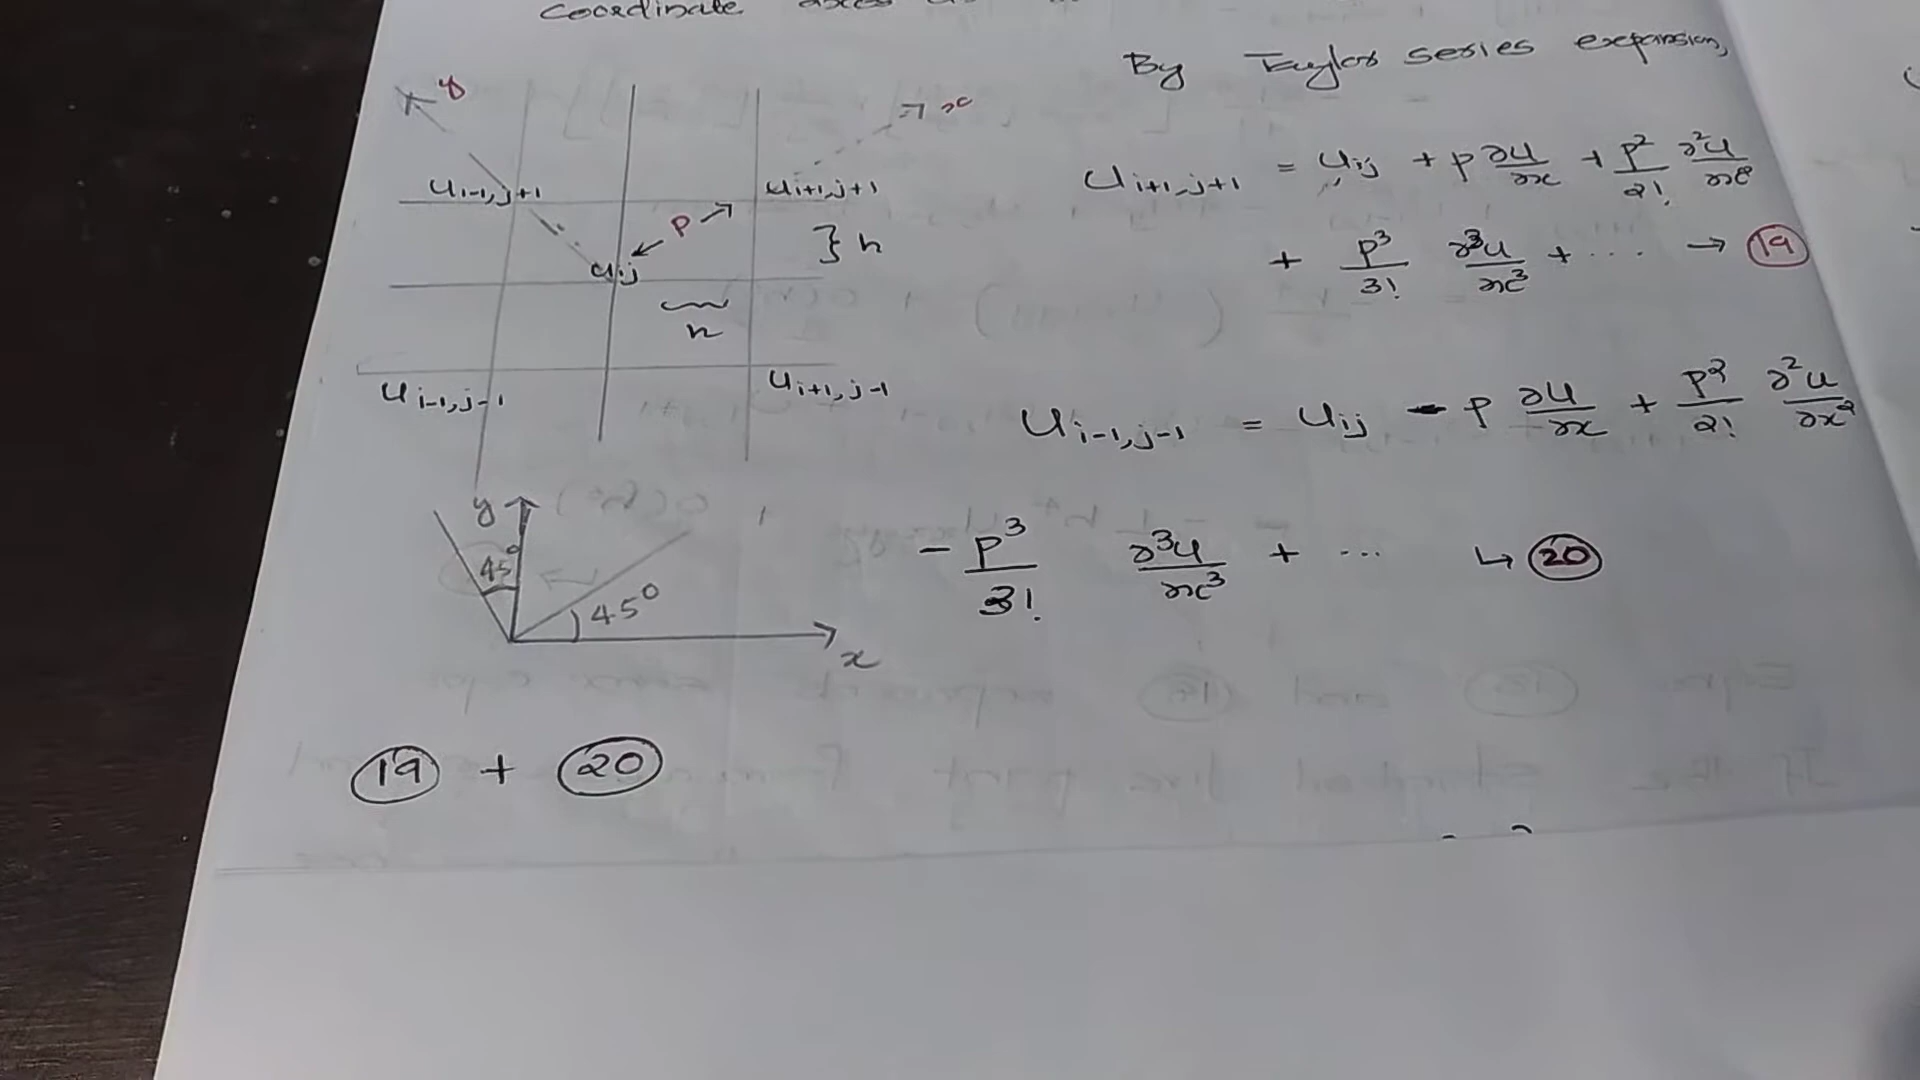 coordinate axes
By Taylor series expansion,
y
x
u i-1, j+1
u i+1, j+1
p
} h
u ij
h
u i-1, j-1
u i+1, j-1
u i+1, j+1 = u ij + p ∂u/∂x + p²/2! ∂²u/∂x²
+ p³/3! ∂³u/∂x³ + .... → 19
u i-1, j-1 = u ij - p ∂u/∂x + p²/2! ∂²u/∂x²
- p³/3! ∂³u/∂x³ + ... ↳ 20
y
45°
45°
x
19 + 20